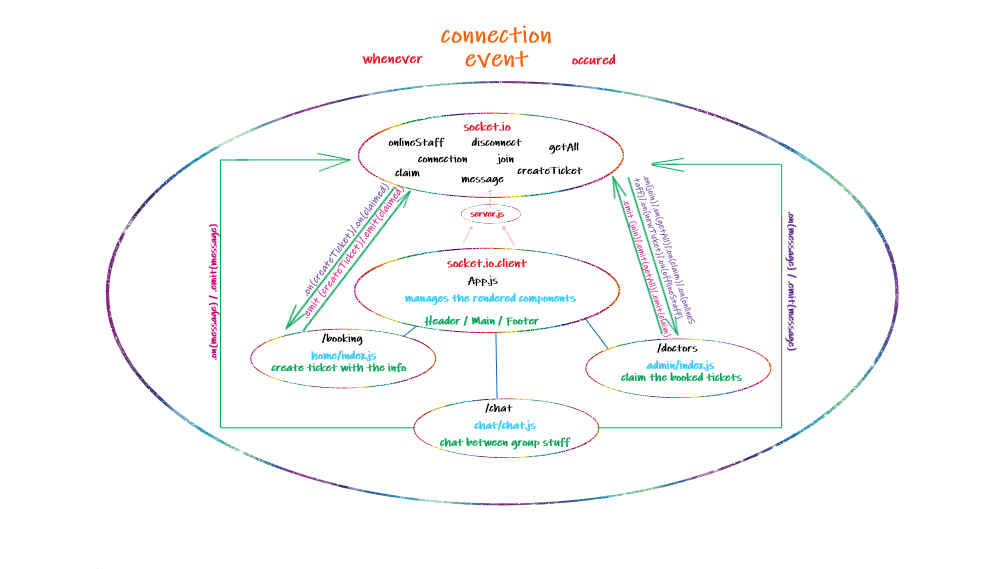 connection
event
whenever
occured
socket.io
onlineStaff
disconnect
getAll
connection
join
claim
message
createTicket
server.js
socket.io.client
App.js
manages the rendered components
Header / Main / Footer
.on(createTicket)/.on(claimed)
.emit (createTicket)/.emit(claimed)
.on(join)/.on(getAll)/.on(claim)/.on(onlineS
taff)/.on(newTicket)/.on(offlineStaff)
.emit (join)/.emit(getAll)/.emit(claim)
.on(message) / .emit(message)
.on(message) / .emit(message)
/booking
home/index.js
create ticket with the info
/doctors
admin/index.js
claim the booked tickets
/chat
chat/chat.js
chat between group stuff